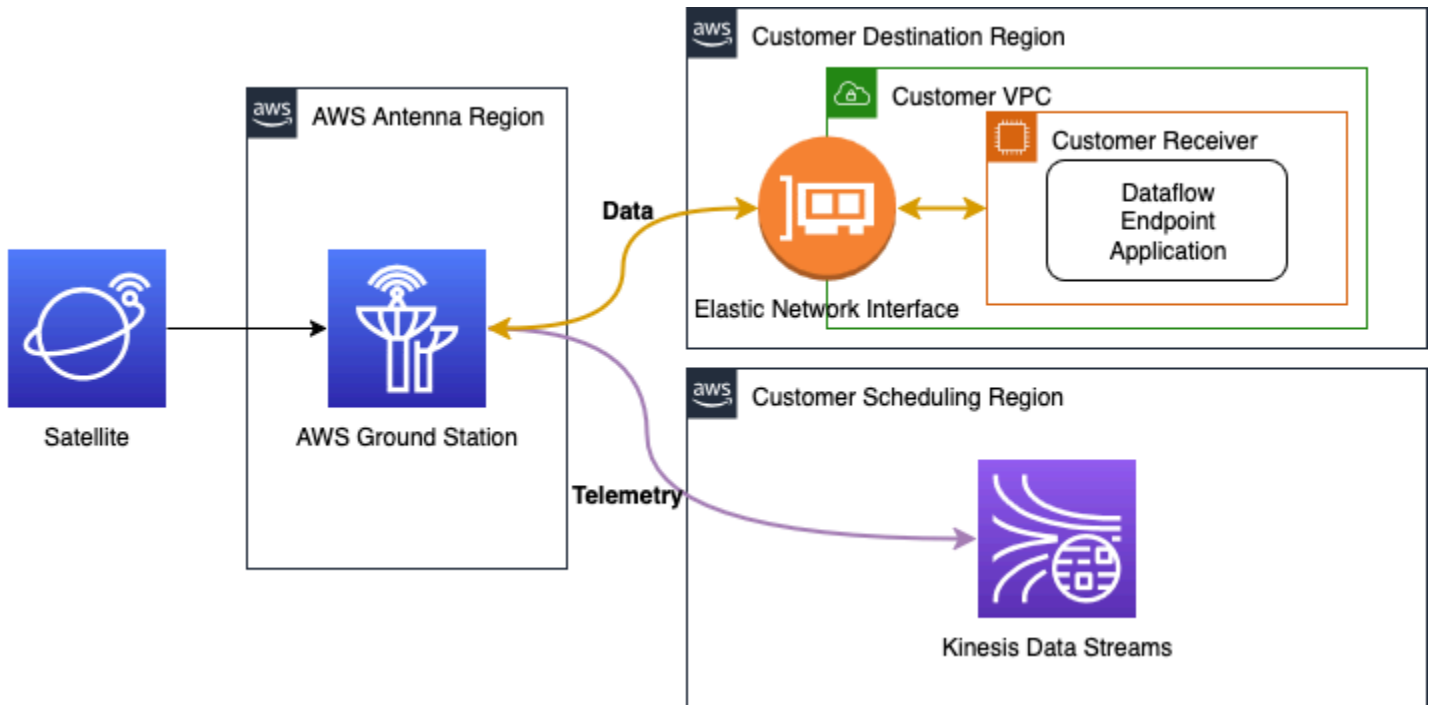 aws
Customer Destination Region
Customer VPC
aws
AWS Antenna Region
Customer Receiver
Dataflow
Endpoint
Application
Data
Elastic Network Interface
Satellite
AWS Ground Station
aws
Customer Scheduling Region
Telemetry
Kinesis Data Streams